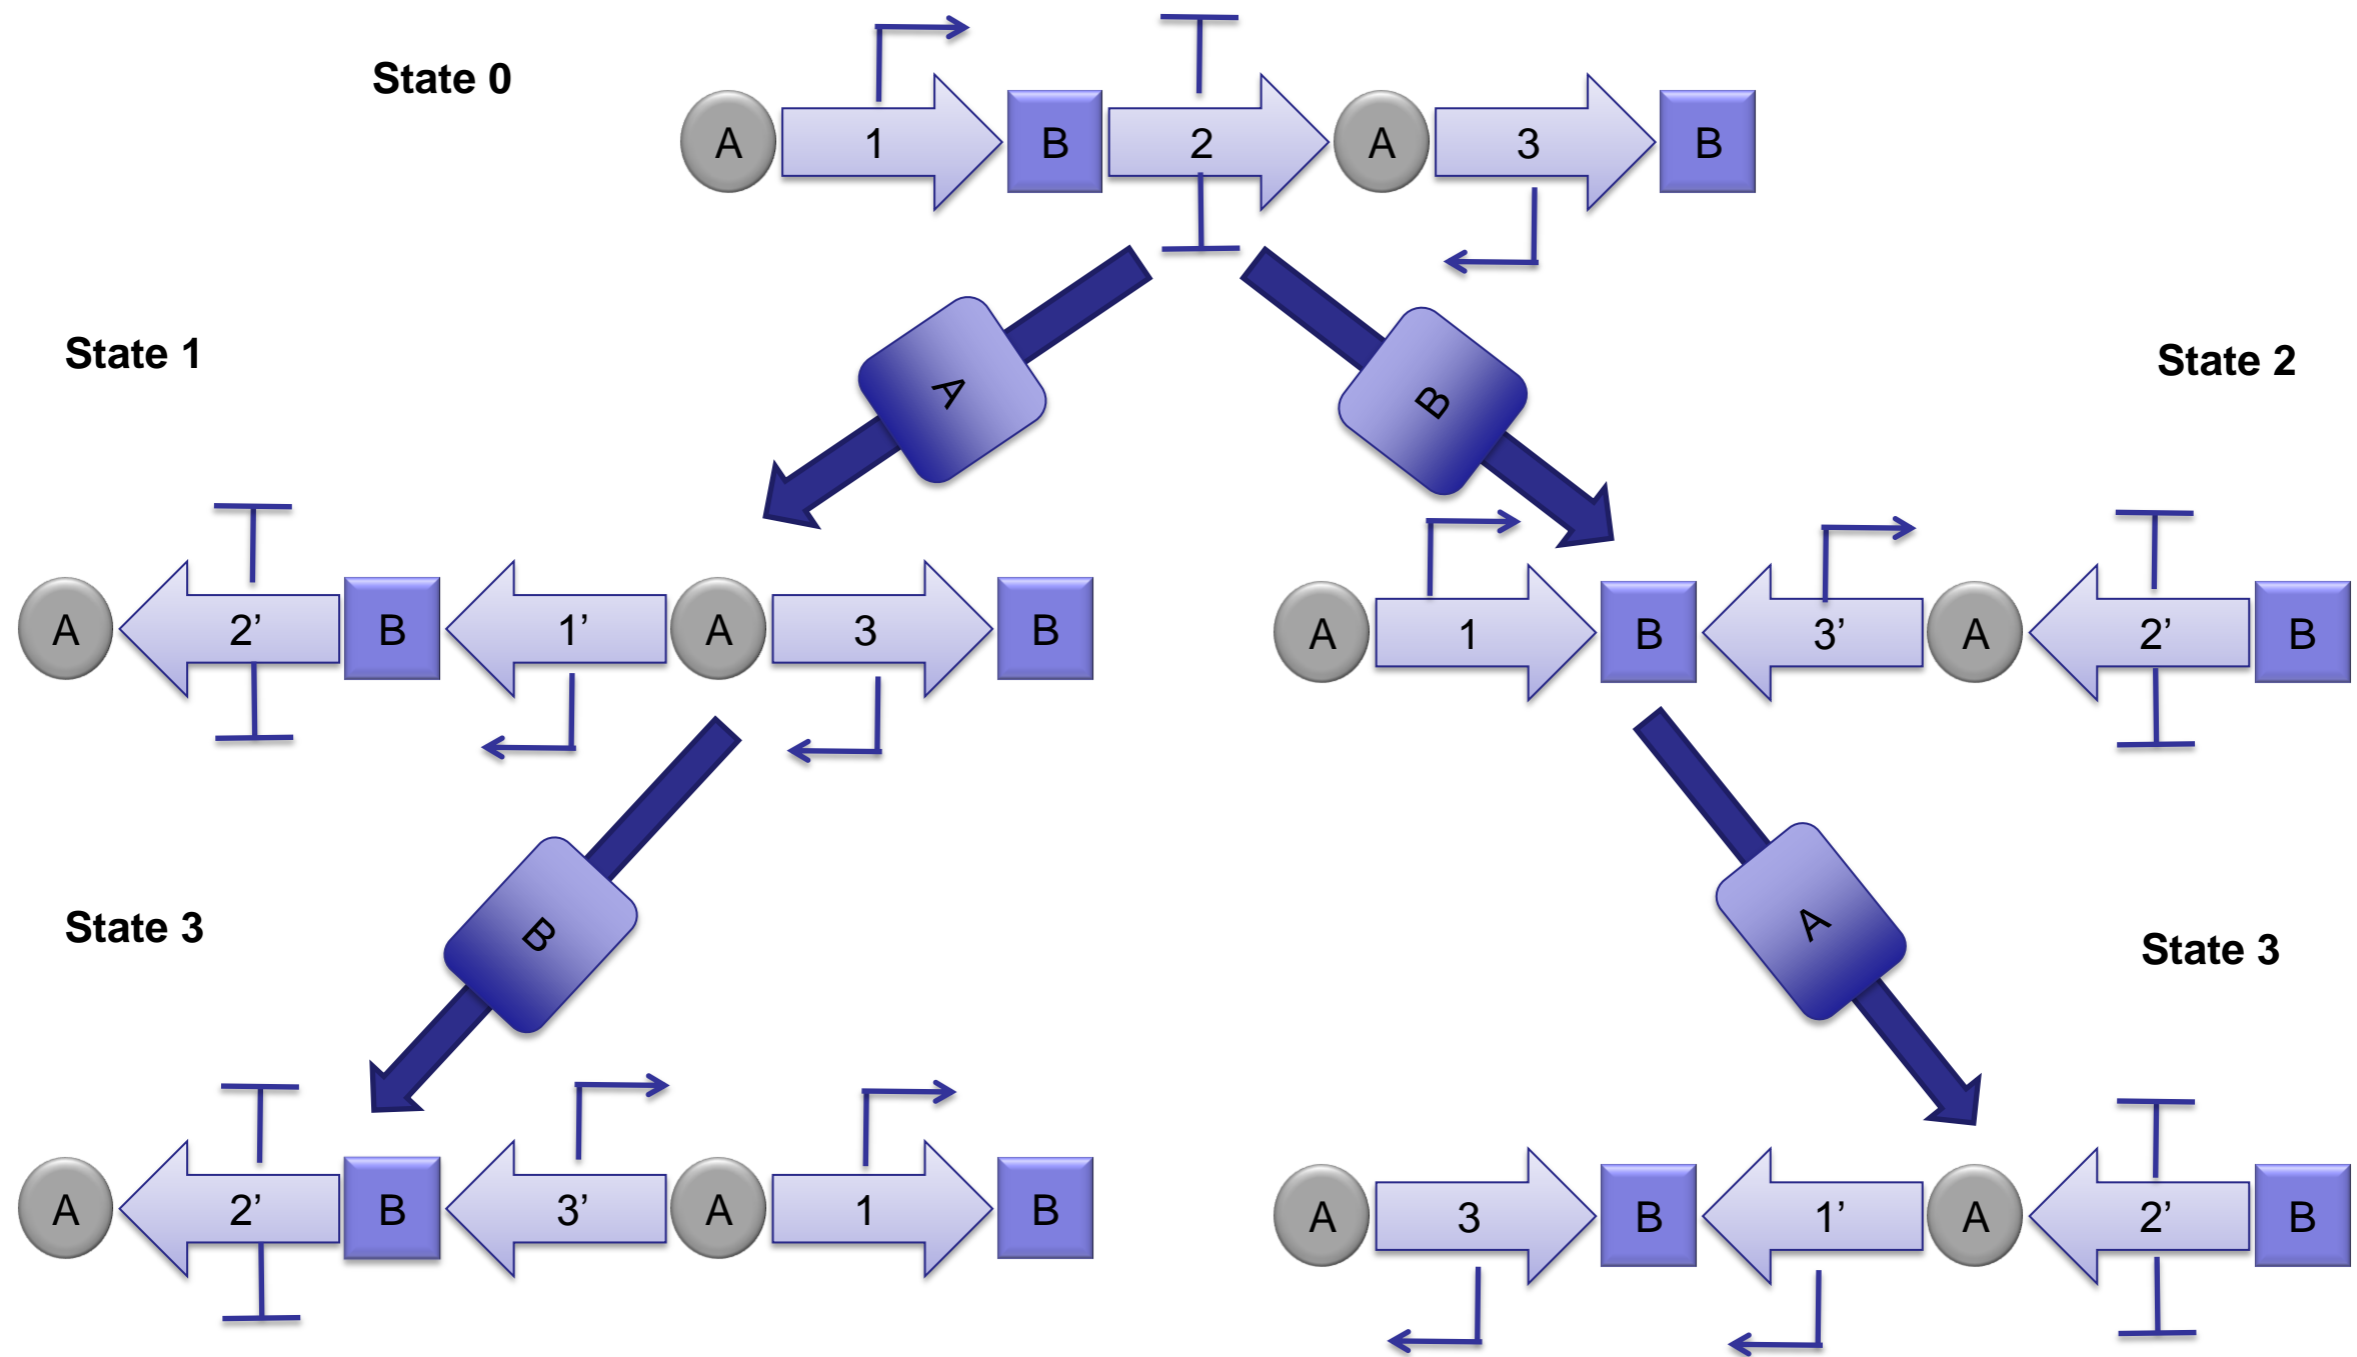 State 0
A 1 B 2 A 3 B
A
B
State 1
State 2
A 2’ B 1’ A 3 B
A 1 B 3’ A 2’ B
B
A
State 3
State 3
A 2’ B 3’ A 1 B
A 3 B 1’ A 2’ B